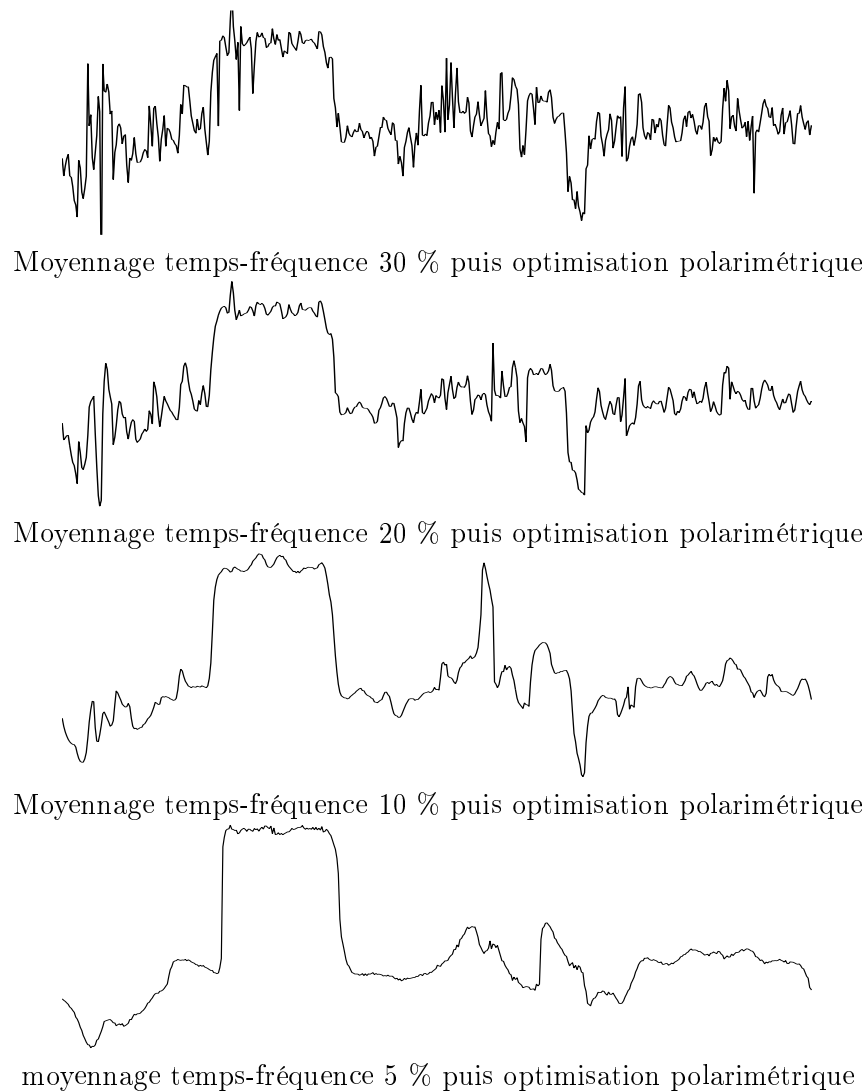 Moyennage temps-fréquence 30 % puis optimisation polarimétrique
Moyennage temps-fréquence 20 % puis optimisation polarimétrique
Moyennage temps-fréquence 10 % puis optimisation polarimétrique
moyennage temps-fréquence 5 % puis optimisation polarimétrique